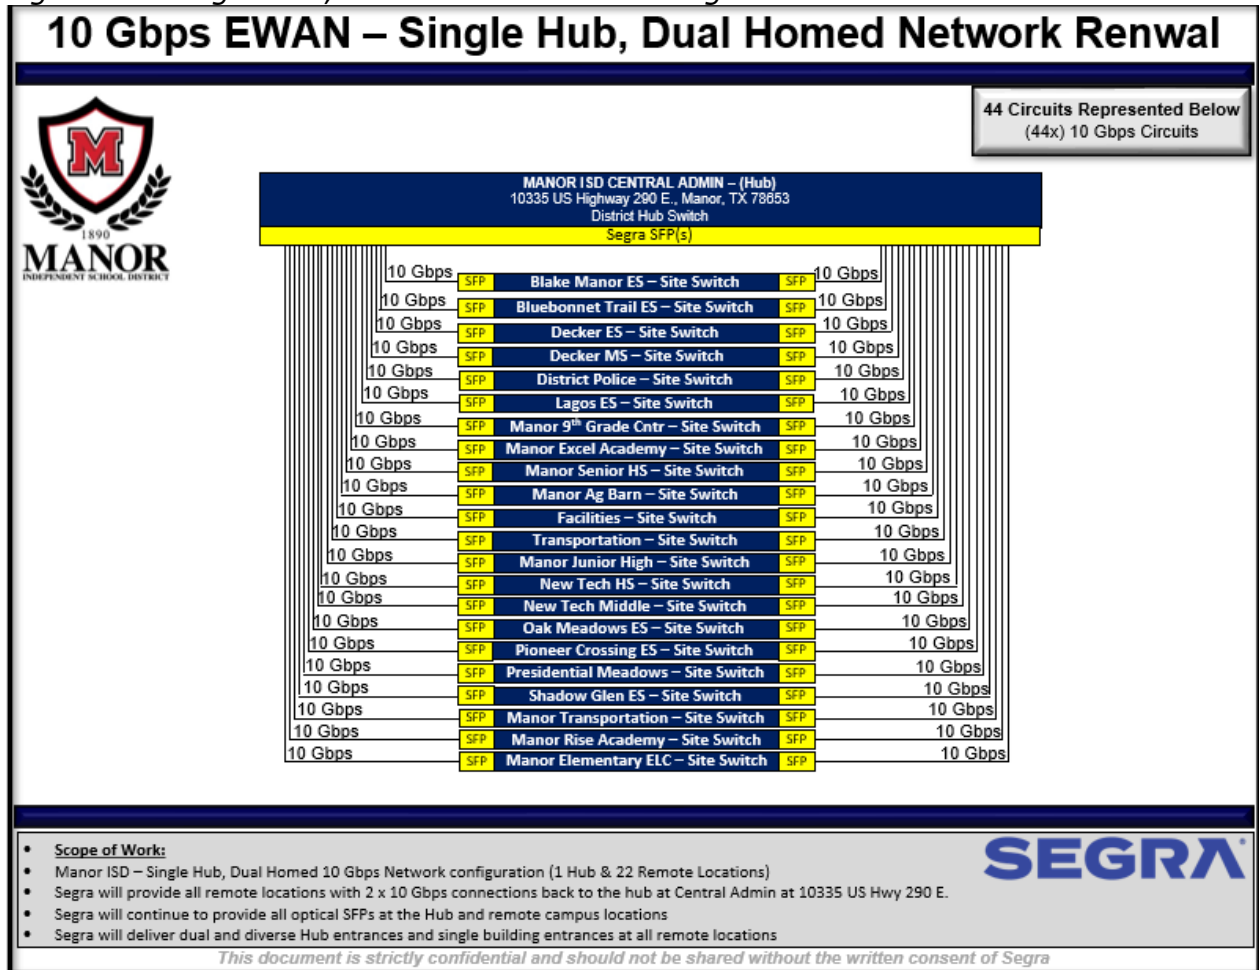 10 Gbps EWAN – Single Hub, Dual Homed Network Renwal
44 Circuits Represented Below
(44x) 10 Gbps Circuits
M
1890
MANOR
INDEPENDENT SCHOOL DISTRICT
MANOR ISD CENTRAL ADMIN – (Hub)
10335 US Highway 290 E., Manor, TX 78653
District Hub Switch
Segra SFP(s)
10 Gbps SFP Blake Manor ES – Site Switch SFP 10 Gbps
10 Gbps SFP Bluebonnet Trail ES – Site Switch SFP 10 Gbps
10 Gbps SFP Decker ES – Site Switch SFP 10 Gbps
10 Gbps SFP Decker MS – Site Switch SFP 10 Gbps
10 Gbps SFP District Police – Site Switch SFP 10 Gbps
10 Gbps SFP Lagos ES – Site Switch SFP 10 Gbps
10 Gbps SFP Manor 9th Grade Cntr – Site Switch SFP 10 Gbps
10 Gbps SFP Manor Excel Academy – Site Switch SFP 10 Gbps
10 Gbps SFP Manor Senior HS – Site Switch SFP 10 Gbps
10 Gbps SFP Manor Ag Barn – Site Switch SFP 10 Gbps
10 Gbps SFP Facilities – Site Switch SFP 10 Gbps
10 Gbps SFP Transportation – Site Switch SFP 10 Gbps
10 Gbps SFP Manor Junior High – Site Switch SFP 10 Gbps
10 Gbps SFP New Tech HS – Site Switch SFP 10 Gbps
10 Gbps SFP New Tech Middle – Site Switch SFP 10 Gbps
10 Gbps SFP Oak Meadows ES – Site Switch SFP 10 Gbps
10 Gbps SFP Pioneer Crossing ES – Site Switch SFP 10 Gbps
10 Gbps SFP Presidential Meadows – Site Switch SFP 10 Gbps
10 Gbps SFP Shadow Glen ES – Site Switch SFP 10 Gbps
10 Gbps SFP Manor Transportation – Site Switch SFP 10 Gbps
10 Gbps SFP Manor Rise Academy – Site Switch SFP 10 Gbps
10 Gbps SFP Manor Elementary ELC – Site Switch SFP 10 Gbps
• Scope of Work:
• Manor ISD – Single Hub, Dual Homed 10 Gbps Network configuration (1 Hub & 22 Remote Locations)
• Segra will provide all remote locations with 2 x 10 Gbps connections back to the hub at Central Admin at 10335 US Hwy 290 E.
• Segra will continue to provide all optical SFPs at the Hub and remote campus locations
• Segra will deliver dual and diverse Hub entrances and single building entrances at all remote locations
SEGRA
This document is strictly confidential and should not be shared without the written consent of Segra